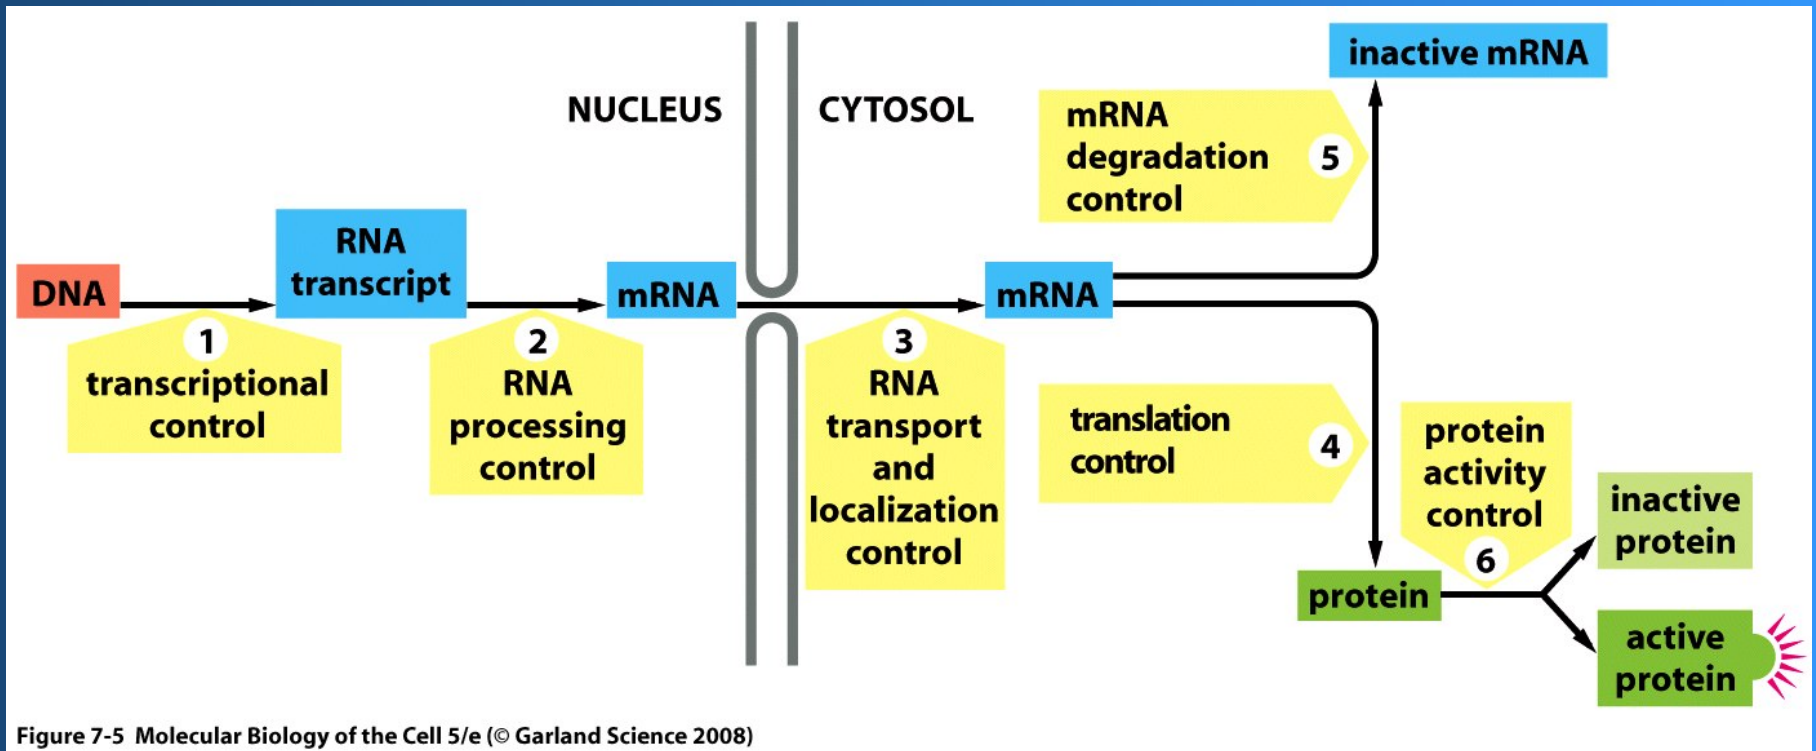 NUCLEUS
CYTOSOL
DNA
RNA
transcript
mRNA
mRNA
inactive mRNA
1
transcriptional
control
2
RNA
processing
control
3
RNA
transport
and
localization
control
mRNA
degradation
control
5
translation
control
4
protein
protein
activity
control
6
inactive
protein
active
protein
Figure 7-5 Molecular Biology of the Cell 5/e (© Garland Science 2008)